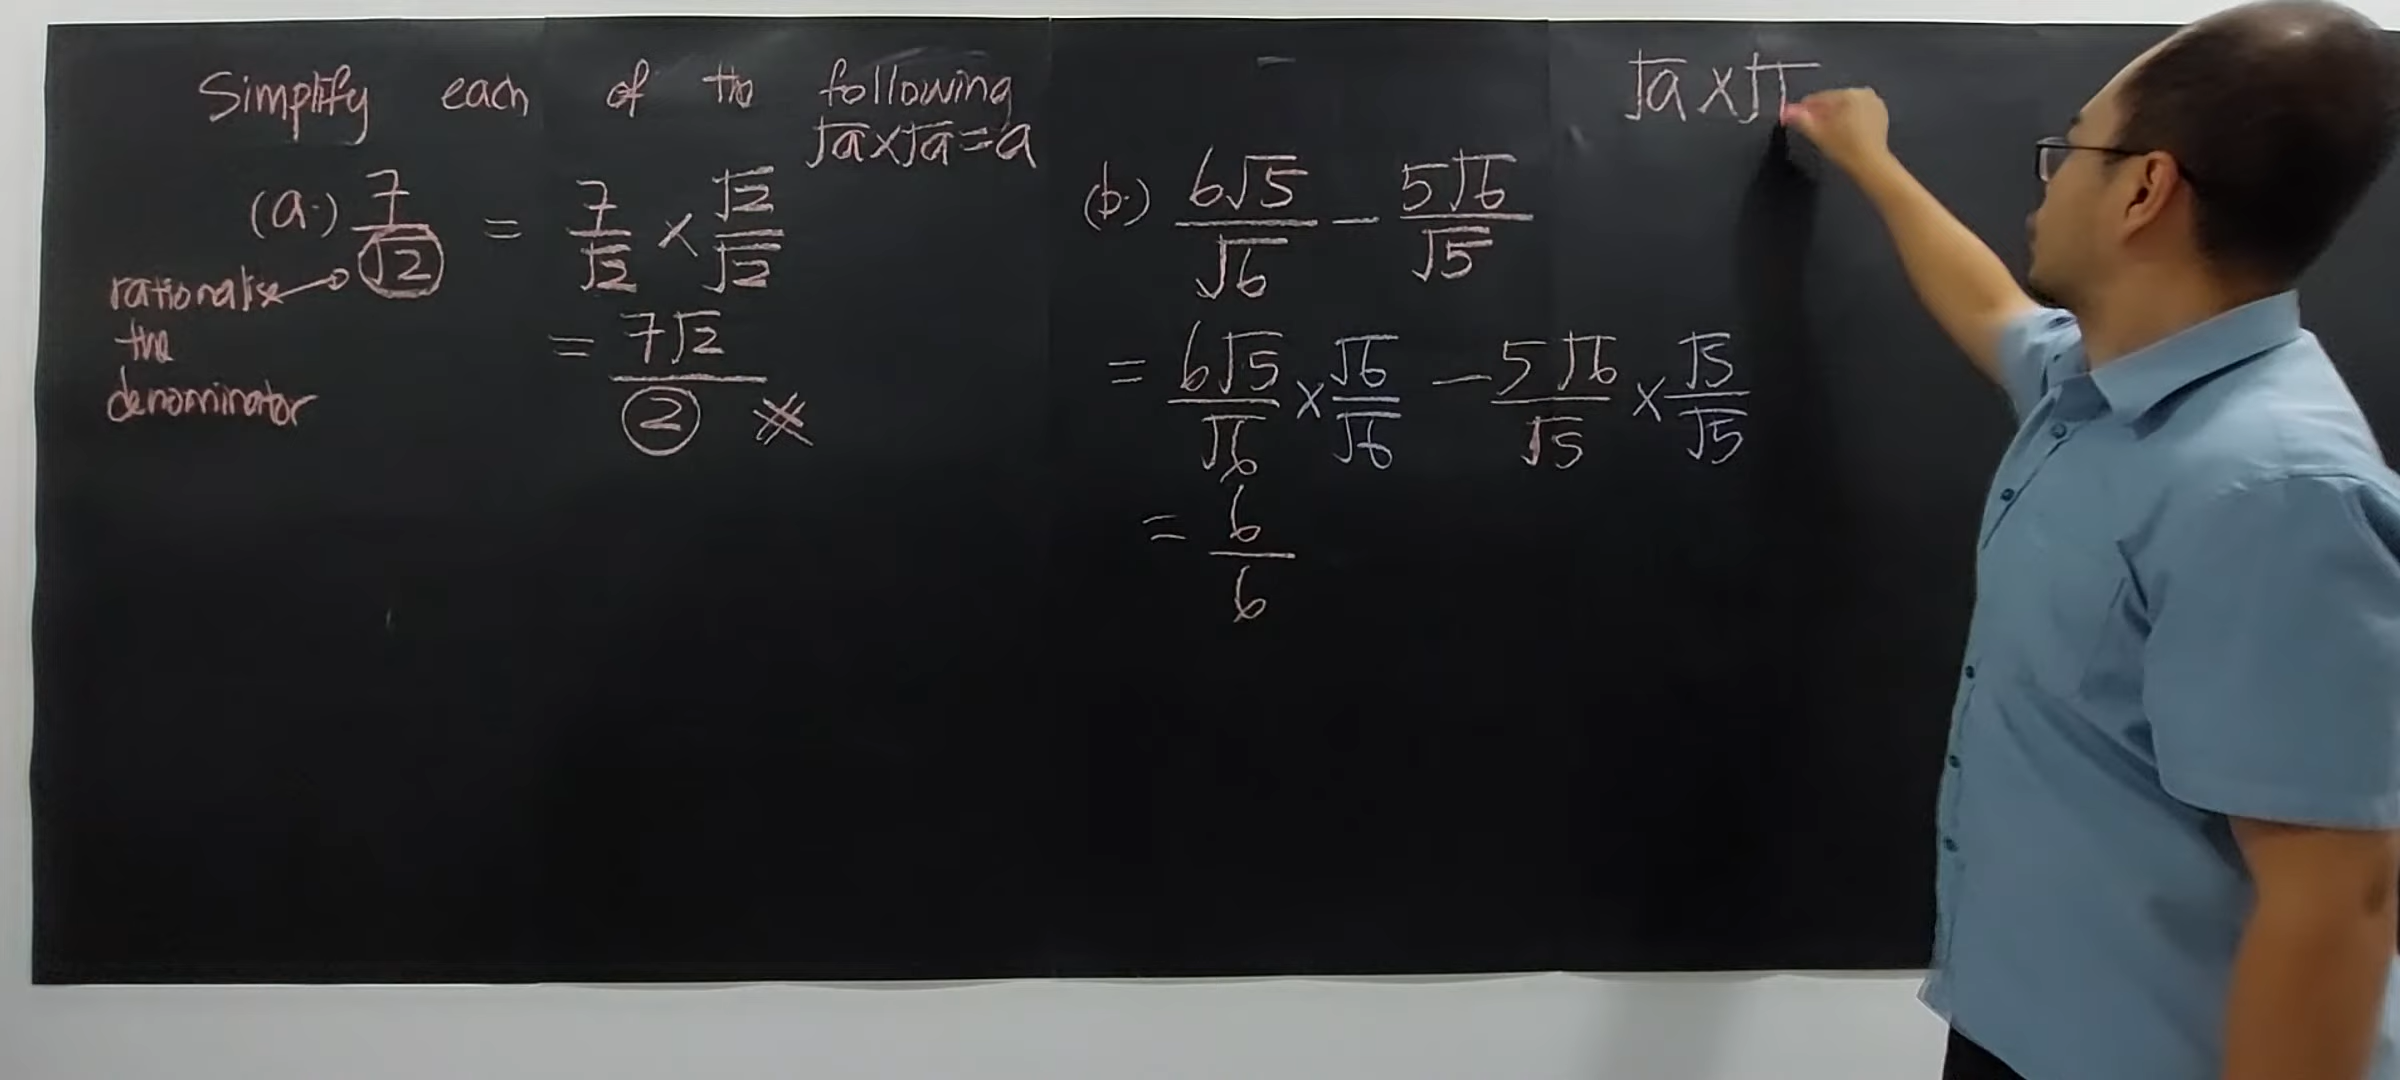 Simplify each of the following
√a×√a=a
(a.) 7/√2 = 7/√2 × √2/√2
rationalise
the
denominator
= 7√2/2
(b.) 6√5/√6 − 5√6/√5
= 6√5/√6 × √6/√6 − 5√6/√5 × √5/√5
= 6/6
√a×√